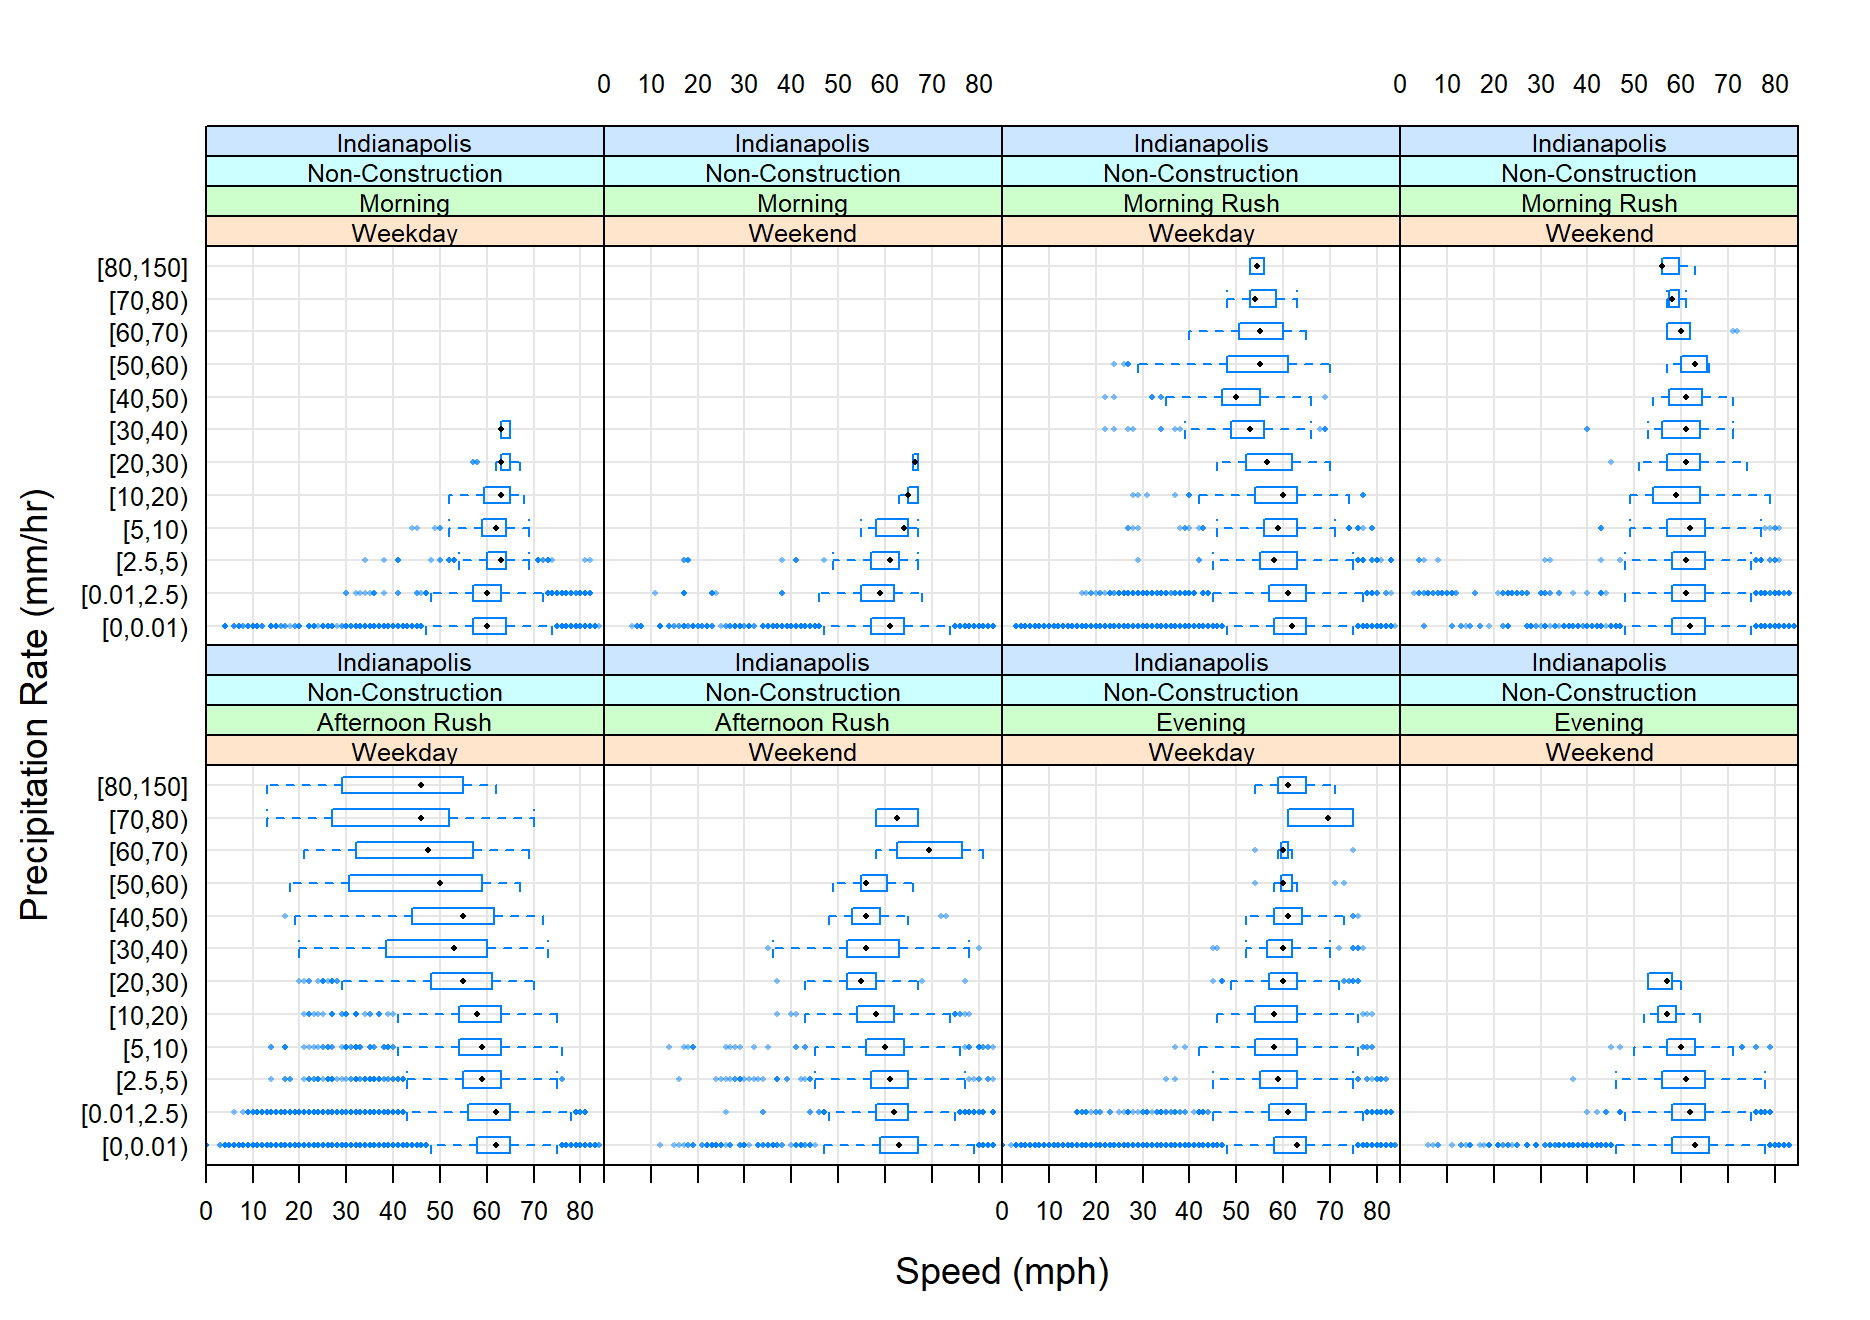 0 10 20 30 40 50 60 70 80 0 10 20 30 40 50 60 70 80
Indianapolis Indianapolis Indianapolis Indianapolis
Non-Construction Non-Construction Non-Construction Non-Construction
Morning Morning Morning Rush Morning Rush
Weekday Weekend Weekday Weekend
[80,150]
[70,80)
[60,70)
[50,60)
[40,50)
[30,40)
[20,30)
[10,20)
[5,10)
[2.5,5)
[0.01,2.5)
[0,0.01)
Indianapolis Indianapolis Indianapolis Indianapolis
Non-Construction Non-Construction Non-Construction Non-Construction
Afternoon Rush Afternoon Rush Evening Evening
Weekday Weekend Weekday Weekend
[80,150]
[70,80)
[60,70)
[50,60)
[40,50)
[30,40)
[20,30)
[10,20)
[5,10)
[2.5,5)
[0.01,2.5)
[0,0.01)
0 10 20 30 40 50 60 70 80 0 10 20 30 40 50 60 70 80
Speed (mph)
Precipitation Rate (mm/hr)